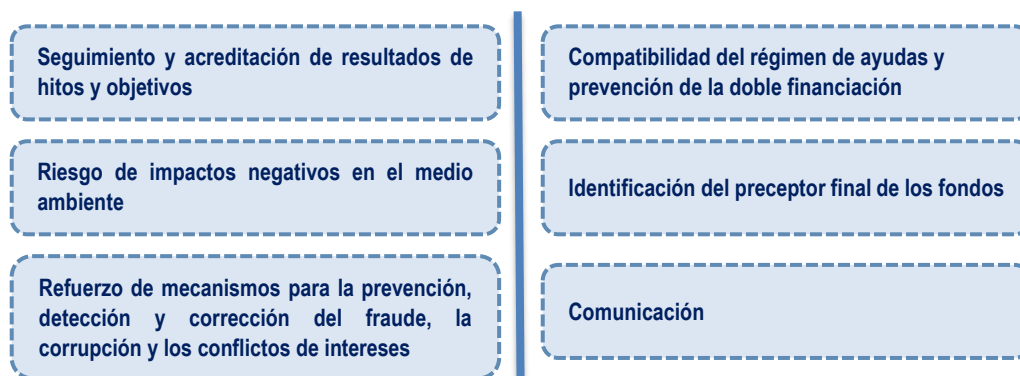 Seguimiento y acreditación de resultados de
hitos y objetivos
Riesgo de impactos negativos en el medio
ambiente
Refuerzo de mecanismos para la prevención,
detección y corrección del fraude, la
corrupción y los conflictos de intereses
Compatibilidad del régimen de ayudas y
prevención de la doble financiación
Identificación del preceptor final de los fondos
Comunicación